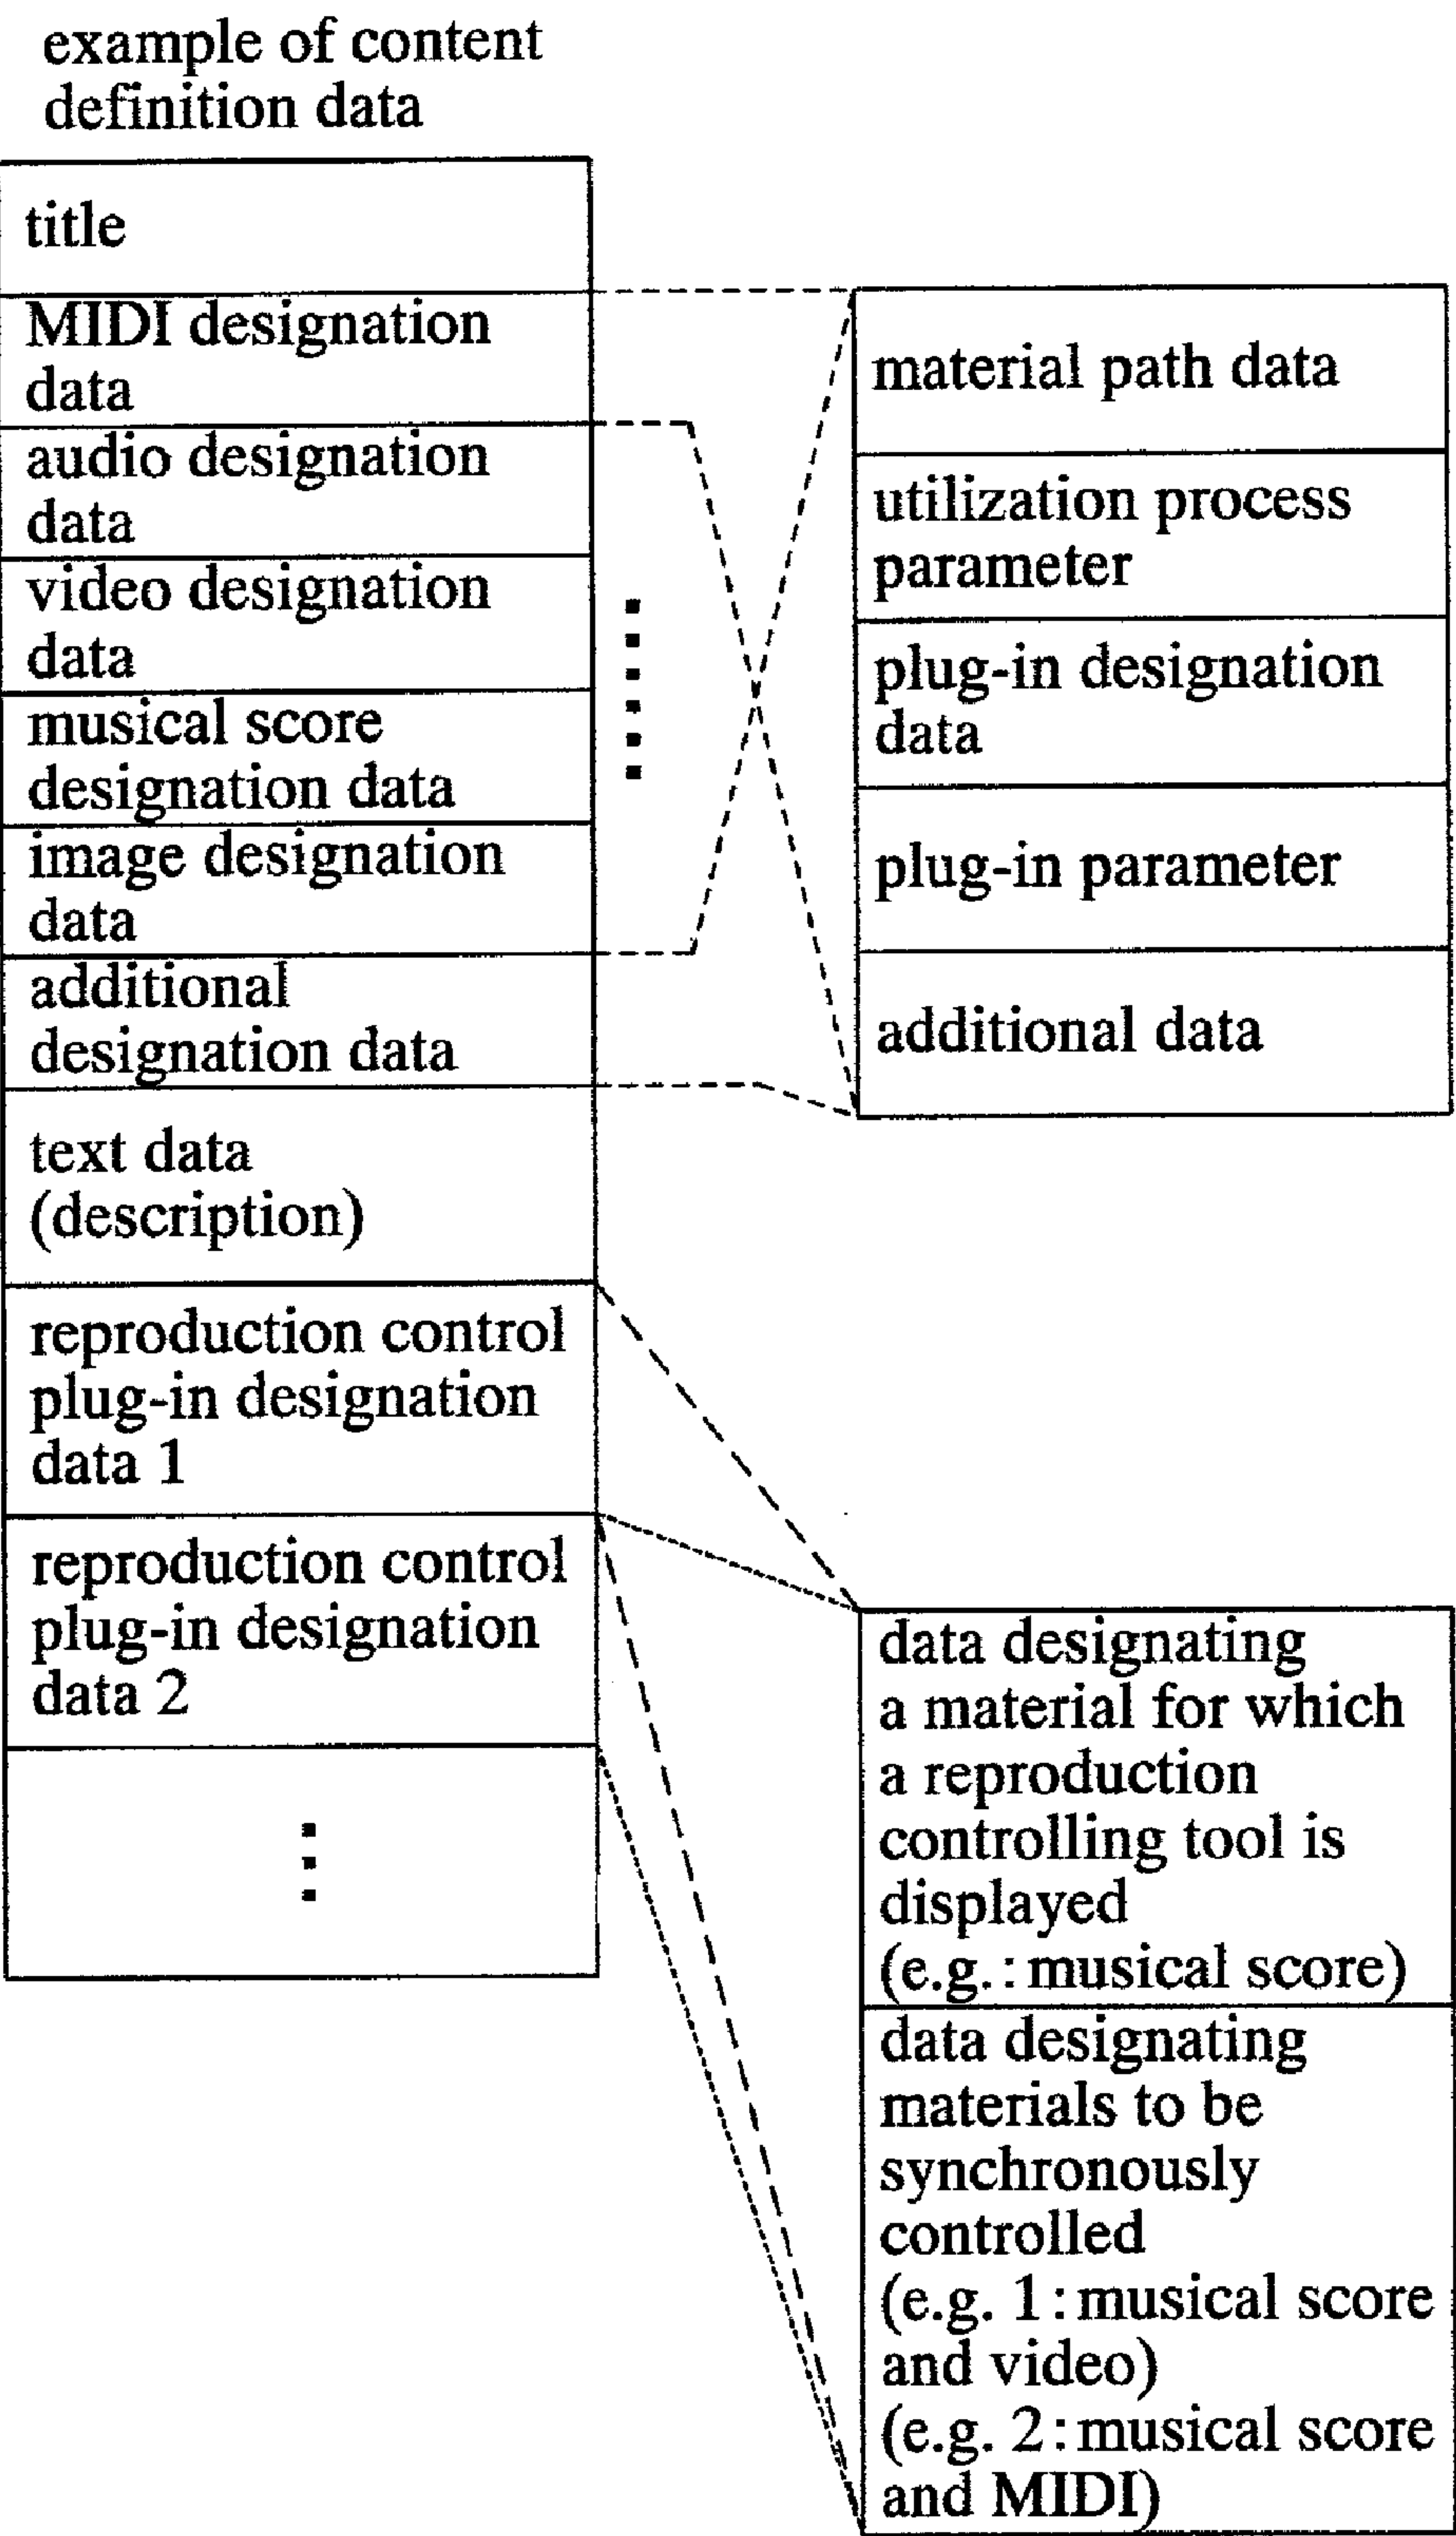 example of content
definition data
title
MIDI designation
data
audio designation
data
video designation
data
musical score
designation data
image designation
data
additional
designation data
text data
(description)
reproduction control
plug-in designation
data 1
reproduction control
plug-in designation
data 2
material path data
utilization process
parameter
plug-in designation
data
plug-in parameter
additional data
data designating
a material for which
a reproduction
controlling tool is
displayed
(e.g.:musical score)
data designating
materials to be
synchronously
controlled
(e.g. 1:musical score
and video)
(e.g. 2:musical score
and MIDI)